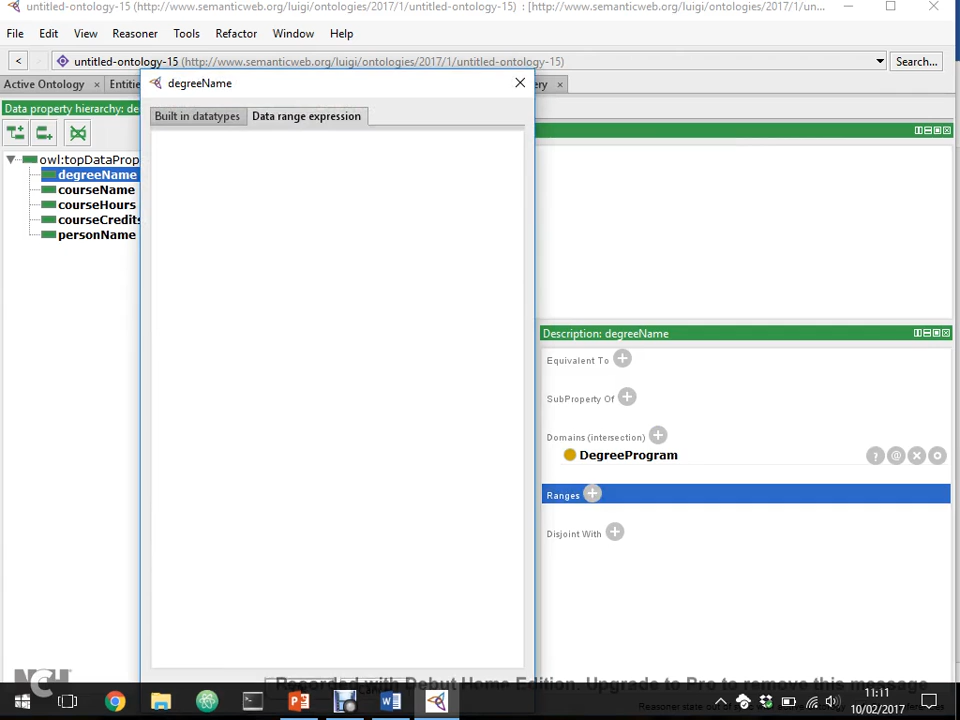 untitled-ontology-15 (http://www.semanticweb.org/luigi/ontologies/2017/1/untitled-ontology-15) : [http://www.semanticweb.org/luigi/ontologies/2017/1/un...
File Edit View Reasoner Tools Refactor Window Help
< untitled-ontology-15 (http://www.semanticweb.org/luigi/ontologies/2017/1/untitled-ontology-15) Search...
Active Ontology × Entities ery ×
degreeName
Data property hierarchy: de
Built in datatypes Data range expression
owl:topDataProp
degreeName
courseName
courseHours
courseCredits
personName
Description: degreeName
Equivalent To
SubProperty Of
Domains (intersection)
DegreeProgram
Ranges
Disjoint With
NCH
Recorded with Debut Home Edition. Upgrade to Pro to remove this message
11:11
10/02/2017